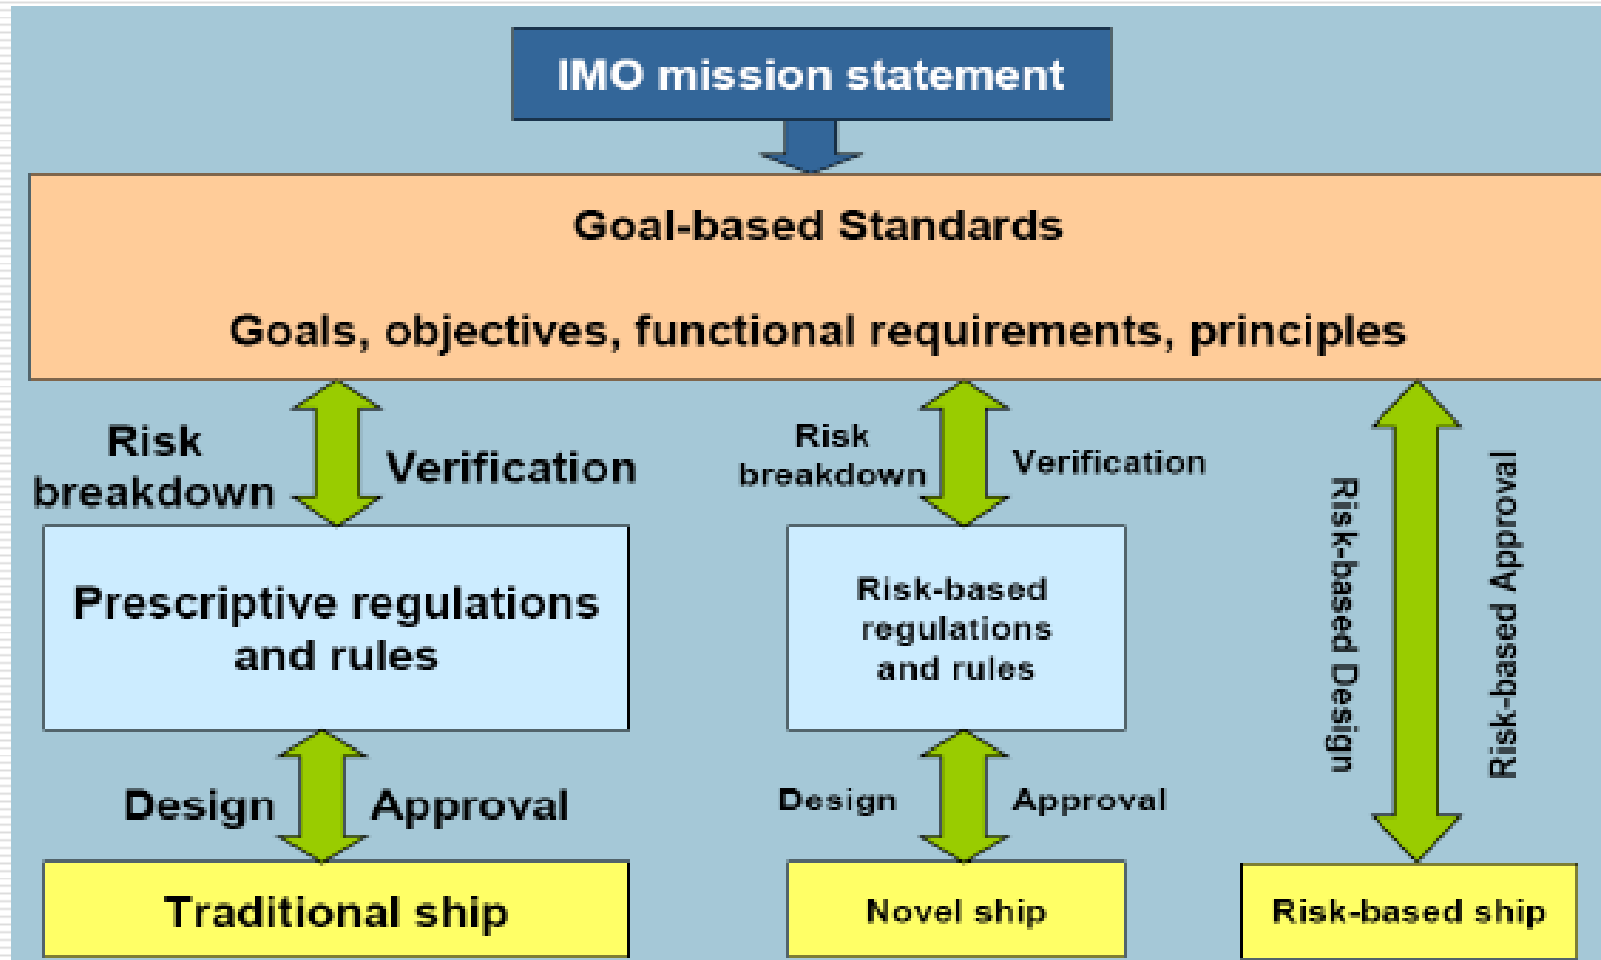 IMO mission statement
Goal-based Standards
Goals, objectives, functional requirements, principles
Risk
breakdown
Verification
Risk
breakdown
Verification
Risk-based Design
Risk-based Approval
Prescriptive regulations
and rules
Risk-based
regulations
and rules
Design
Approval
Design
Approval
Traditional ship
Novel ship
Risk-based ship